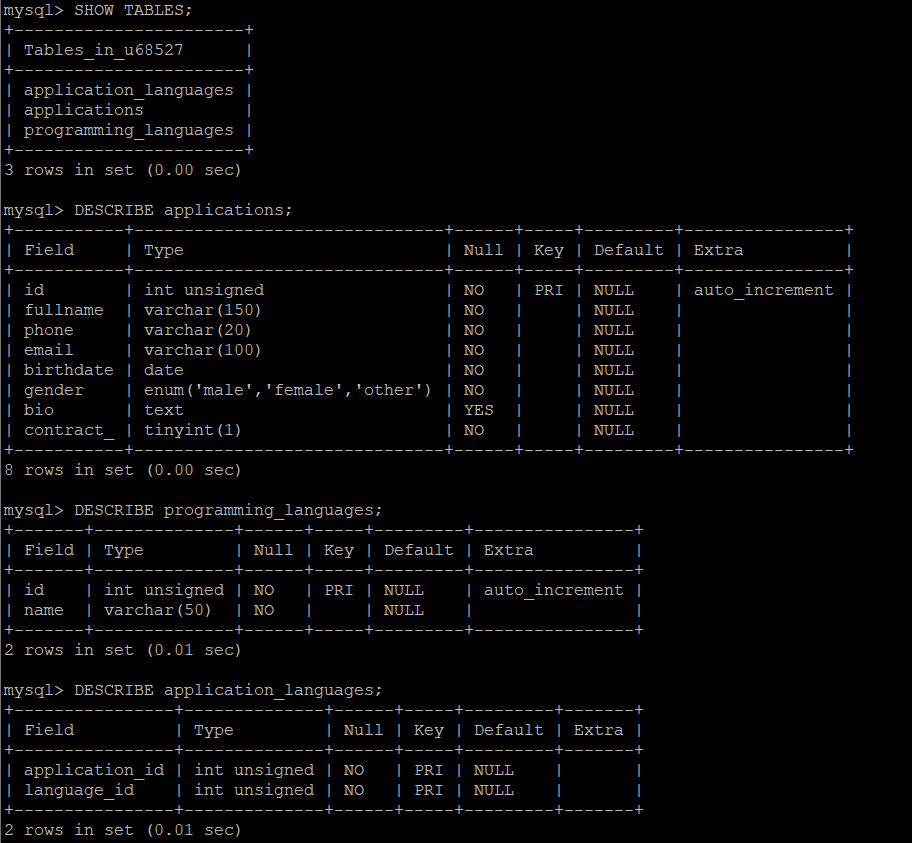 mysql> SHOW TABLES;
+-----------------------+
| Tables_in_u68527      |
+-----------------------+
| application_languages |
| applications          |
| programming_languages |
+-----------------------+
3 rows in set (0.00 sec)

mysql> DESCRIBE applications;
+-----------+-------------------------------+------+-----+---------+----------------+
| Field     | Type                          | Null | Key | Default | Extra          |
+-----------+-------------------------------+------+-----+---------+----------------+
| id        | int unsigned                  | NO   | PRI | NULL    | auto_increment |
| fullname  | varchar(150)                  | NO   |     | NULL    |                |
| phone     | varchar(20)                   | NO   |     | NULL    |                |
| email     | varchar(100)                  | NO   |     | NULL    |                |
| birthdate | date                          | NO   |     | NULL    |                |
| gender    | enum('male','female','other') | NO   |     | NULL    |                |
| bio       | text                          | YES  |     | NULL    |                |
| contract_ | tinyint(1)                    | NO   |     | NULL    |                |
+-----------+-------------------------------+------+-----+---------+----------------+
8 rows in set (0.00 sec)

mysql> DESCRIBE programming_languages;
+-------+--------------+------+-----+---------+----------------+
| Field | Type         | Null | Key | Default | Extra          |
+-------+--------------+------+-----+---------+----------------+
| id    | int unsigned | NO   | PRI | NULL    | auto_increment |
| name  | varchar(50)  | NO   |     | NULL    |                |
+-------+--------------+------+-----+---------+----------------+
2 rows in set (0.01 sec)

mysql> DESCRIBE application_languages;
+----------------+--------------+------+-----+---------+-------+
| Field          | Type         | Null | Key | Default | Extra |
+----------------+--------------+------+-----+---------+-------+
| application_id | int unsigned | NO   | PRI | NULL    |       |
| language_id    | int unsigned | NO   | PRI | NULL    |       |
+----------------+--------------+------+-----+---------+-------+
2 rows in set (0.01 sec)